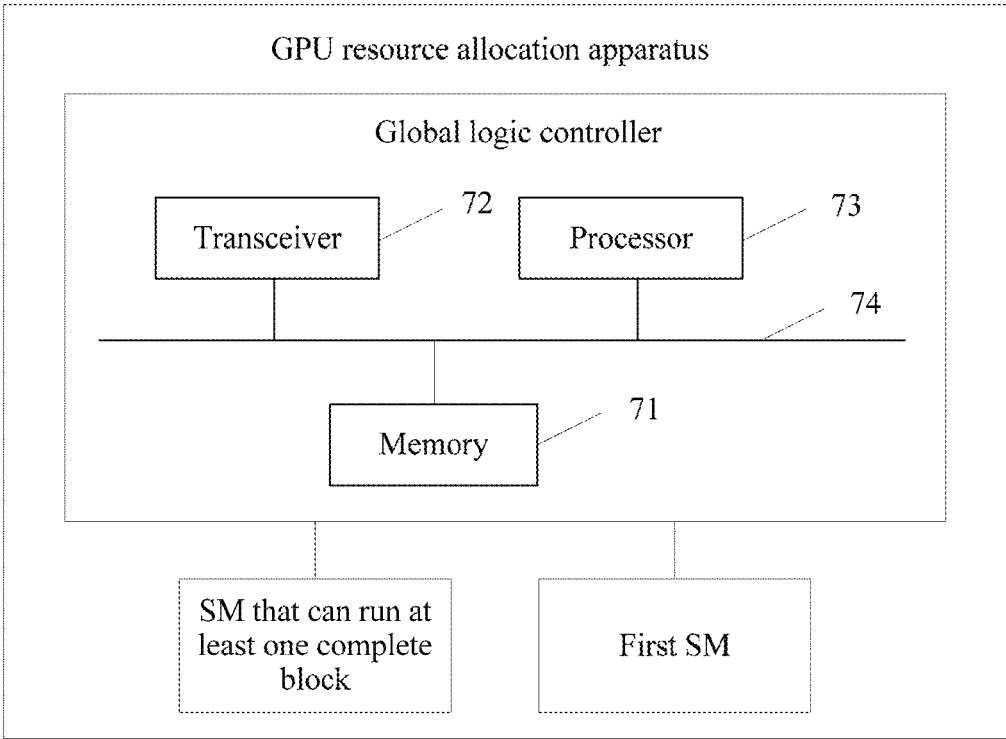 GPU resource allocation apparatus
Global logic controller
72
73
Transceiver
Processor
74
71
Memory
SM that can run at
least one complete
block
First SM